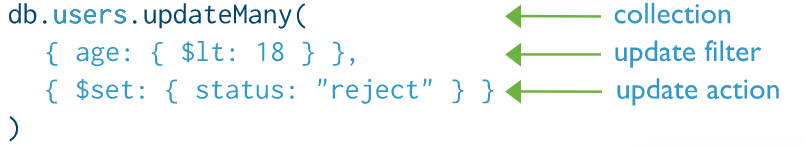 db.users.updateMany( collection
{ age: { $lt: 18 } }, update filter
{ $set: { status: "reject" } } update action
)